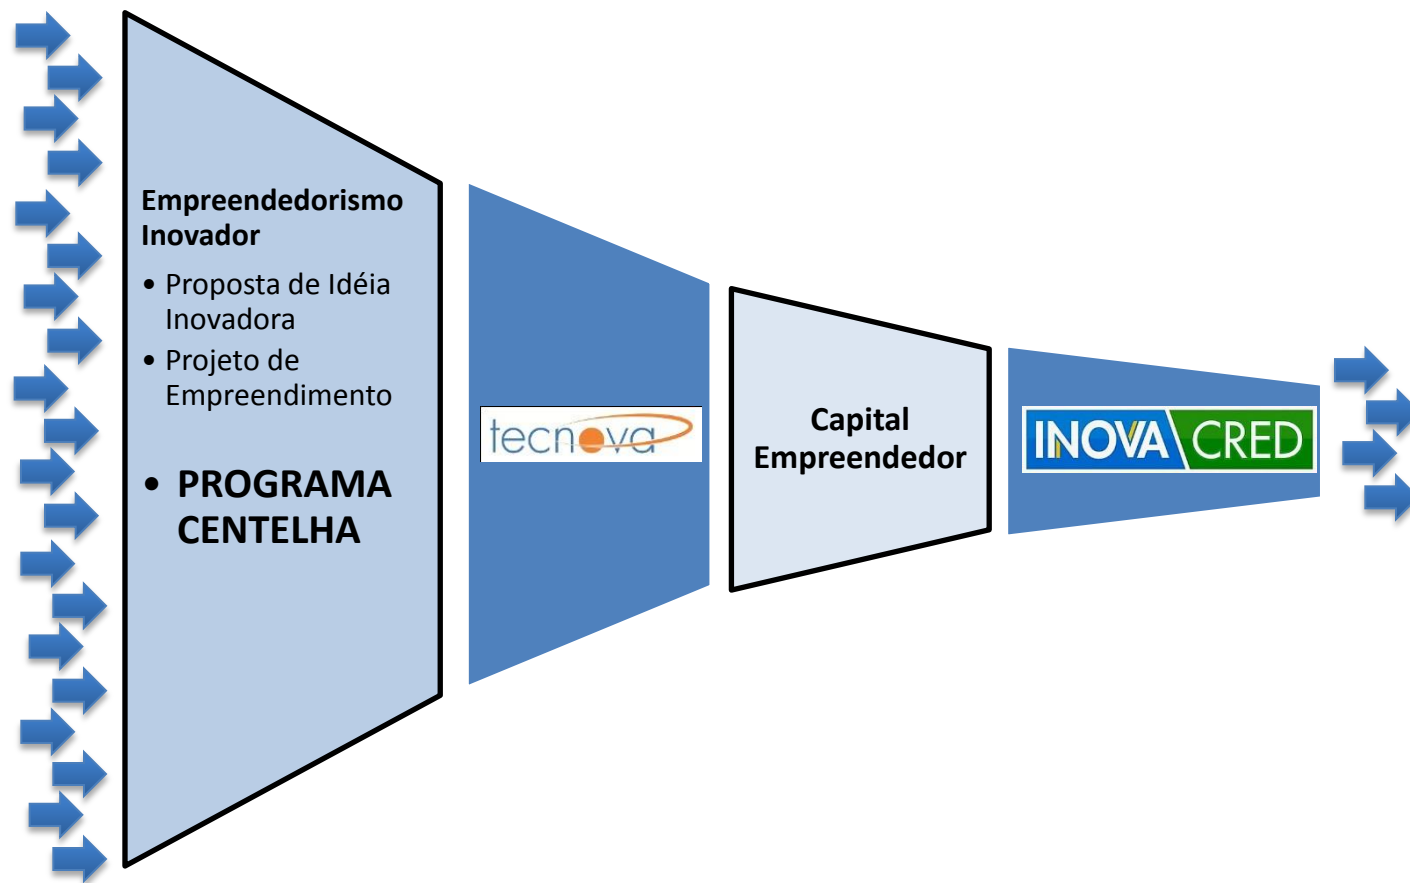 Empreendedorismo
Inovador
• Proposta de Idéia
Inovadora
• Projeto de
Empreendimento
• PROGRAMA
CENTELHA
tecnova
Capital
Empreendedor
INOVA CRED